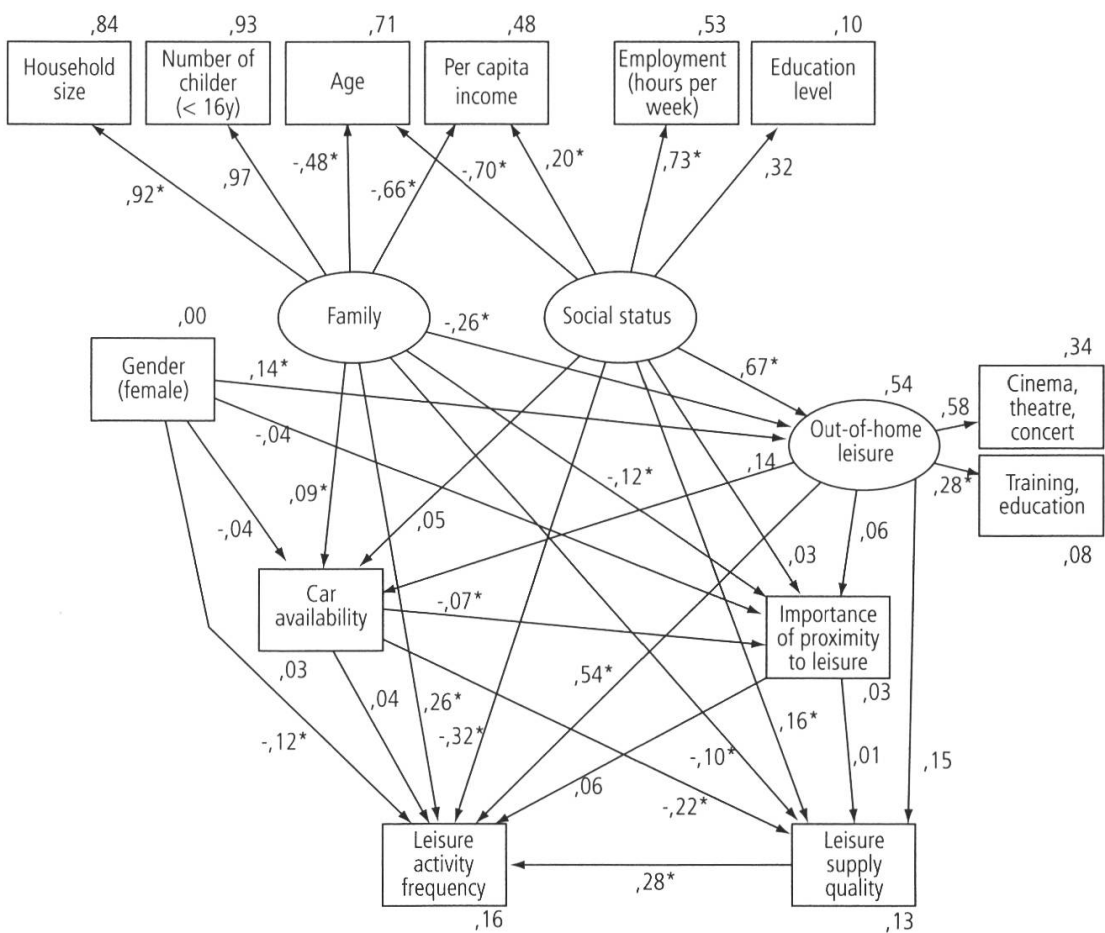 ,84
,93
,71
,48
,53
,10
Household
size
Number of
childer
(< 16y)
Age
Per capita
income
Employment
(hours per
week)
Education
level
,92*
,97
-,48*
-,66*
-,70*
,20*
,73*
,32
Family
Social status
,00
Gender
(female)
-,26*
,67*
,14*
,54
Out-of-home
leisure
,58
,34
Cinema,
theatre,
concert
,28*
Training,
education
,08
-,04
-,04
,09*
,05
-,12*
,14
,03
,06
Car
availability
,03
-,07*
Importance
of proximity
to leisure
,03
-,12*
,04
,26*
-,32*
,54*
,06
-,22*
-,10*
,16*
,01
,15
Leisure
activity
frequency
,16
,28*
Leisure
supply
quality
,13